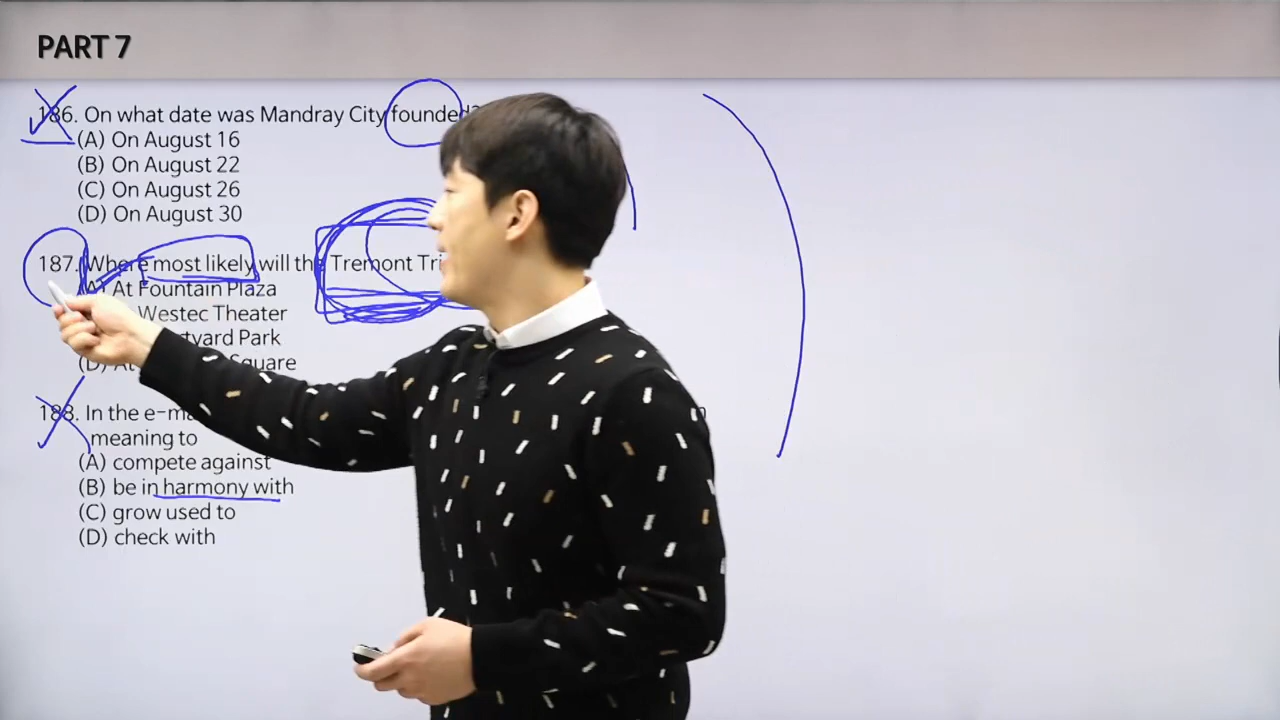 PART 7
186. On what date was Mandray City founded?
(A) On August 16
(B) On August 22
(C) On August 26
(D) On August 30
187. Where most likely will the Tremont
(A) At Fountain Plaza
Westec Theater
Park
(D) At Square
188. In the
meaning to
(A) compete against
(B) be in harmony with
(C) grow used to
(D) check with